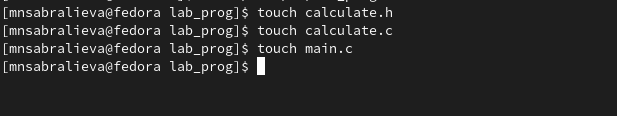 [mnsabralieva@fedora lab_prog]$ touch calculate.h
[mnsabralieva@fedora lab_prog]$ touch calculate.c
[mnsabralieva@fedora lab_prog]$ touch main.c
[mnsabralieva@fedora lab_prog]$